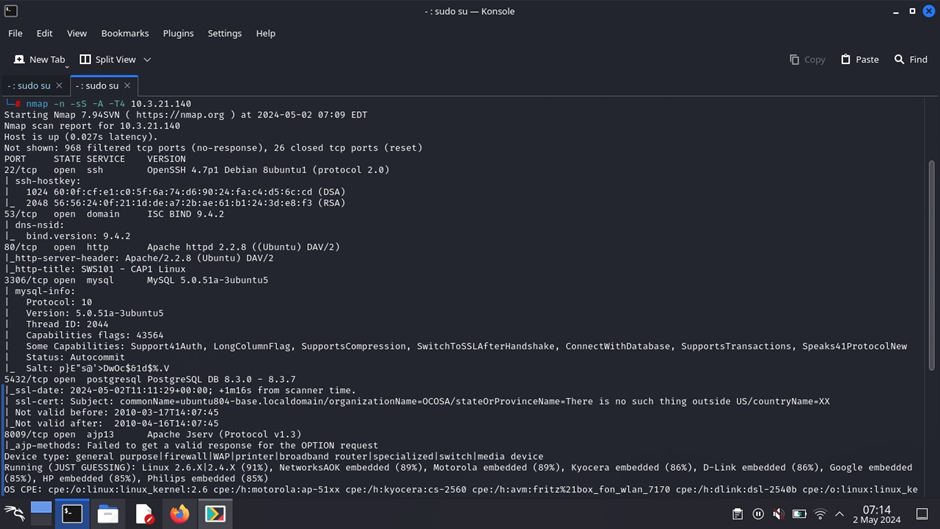 - : sudo su — Konsole
File Edit View Bookmarks Plugins Settings Help
New Tab Split View Copy Paste Find
- : sudo su - : sudo su
└─# nmap -n -sS -A -T4 10.3.21.140
Starting Nmap 7.94SVN ( https://nmap.org ) at 2024-05-02 07:09 EDT
Nmap scan report for 10.3.21.140
Host is up (0.027s latency).
Not shown: 968 filtered tcp ports (no-response), 26 closed tcp ports (reset)
PORT STATE SERVICE VERSION
22/tcp open ssh OpenSSH 4.7p1 Debian 8ubuntu1 (protocol 2.0)
| ssh-hostkey:
| 1024 60:0f:cf:e1:c0:5f:6a:74:d6:90:24:fa:c4:d5:6c:cd (DSA)
|_ 2048 56:56:24:0f:21:1d:de:a7:2b:ae:61:b1:24:3d:e8:f3 (RSA)
53/tcp open domain ISC BIND 9.4.2
| dns-nsid:
|_ bind.version: 9.4.2
80/tcp open http Apache httpd 2.2.8 ((Ubuntu) DAV/2)
|_http-server-header: Apache/2.2.8 (Ubuntu) DAV/2
|_http-title: SWS101 - CAP1 Linux
3306/tcp open mysql MySQL 5.0.51a-3ubuntu5
| mysql-info:
| Protocol: 10
| Version: 5.0.51a-3ubuntu5
| Thread ID: 2044
| Capabilities flags: 43564
| Some Capabilities: Support41Auth, LongColumnFlag, SupportsCompression, SwitchToSSLAfterHandshake, ConnectWithDatabase, SupportsTransactions, Speaks41ProtocolNew
| Status: Autocommit
|_ Salt: p}E"s@'>DwOc$&1d$%.V
5432/tcp open postgresql PostgreSQL DB 8.3.0 - 8.3.7
|_ssl-date: 2024-05-02T11:11:29+00:00; +1m16s from scanner time.
| ssl-cert: Subject: commonName=ubuntu804-base.localdomain/organizationName=OCOSA/stateOrProvinceName=There is no such thing outside US/countryName=XX
| Not valid before: 2010-03-17T14:07:45
|_Not valid after: 2010-04-16T14:07:45
8009/tcp open ajp13 Apache Jserv (Protocol v1.3)
|_ajp-methods: Failed to get a valid response for the OPTION request
Device type: general purpose|firewall|WAP|printer|broadband router|specialized|switch|media device
Running (JUST GUESSING): Linux 2.6.X|2.4.X (91%), NetworksAOK embedded (89%), Motorola embedded (89%), Kyocera embedded (86%), D-Link embedded (86%), Google embedded
(85%), HP embedded (85%), Philips embedded (85%)
OS CPE: cpe:/o:linux:linux_kernel:2.6 cpe:/h:motorola:ap-51xx cpe:/h:kyocera:cs-2560 cpe:/h:avm:fritz%21box_fon_wlan_7170 cpe:/h:dlink:dsl-2540b cpe:/o:linux:linux_ke
07:14
2 May 2024